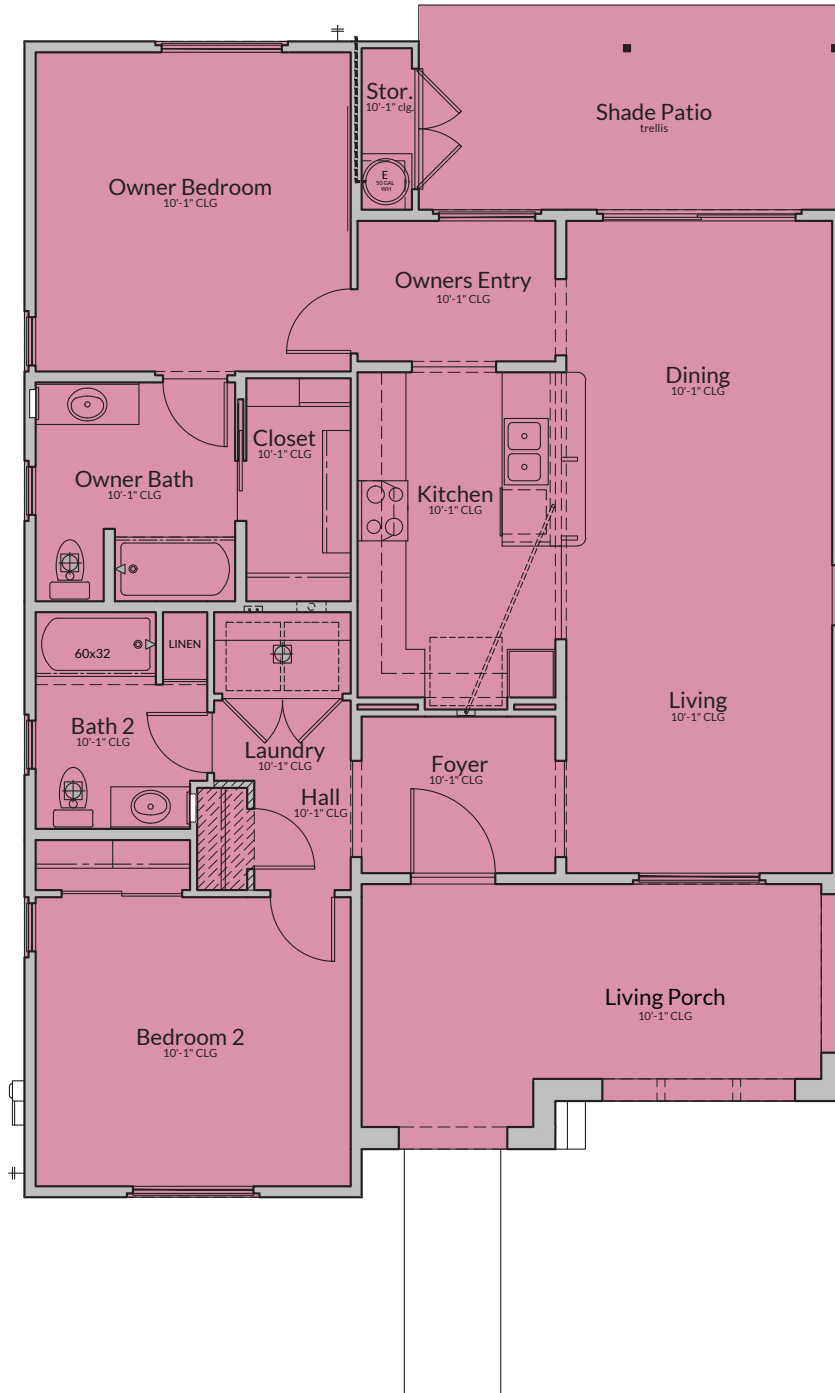 Stor.
10'-1" clg.
Shade Patio
trellis
E
50 GAL
WH
Owner Bedroom
10'-1" CLG
Owners Entry
10'-1" CLG
Dining
10'-1" CLG
Closet
10'-1" CLG
Owner Bath
10'-1" CLG
Kitchen
10'-1" CLG
60x32
LINEN
Living
10'-1" CLG
Bath 2
10'-1" CLG
Laundry
10'-1" CLG
Foyer
10'-1" CLG
Hall
10'-1" CLG
Living Porch
10'-1" CLG
Bedroom 2
10'-1" CLG